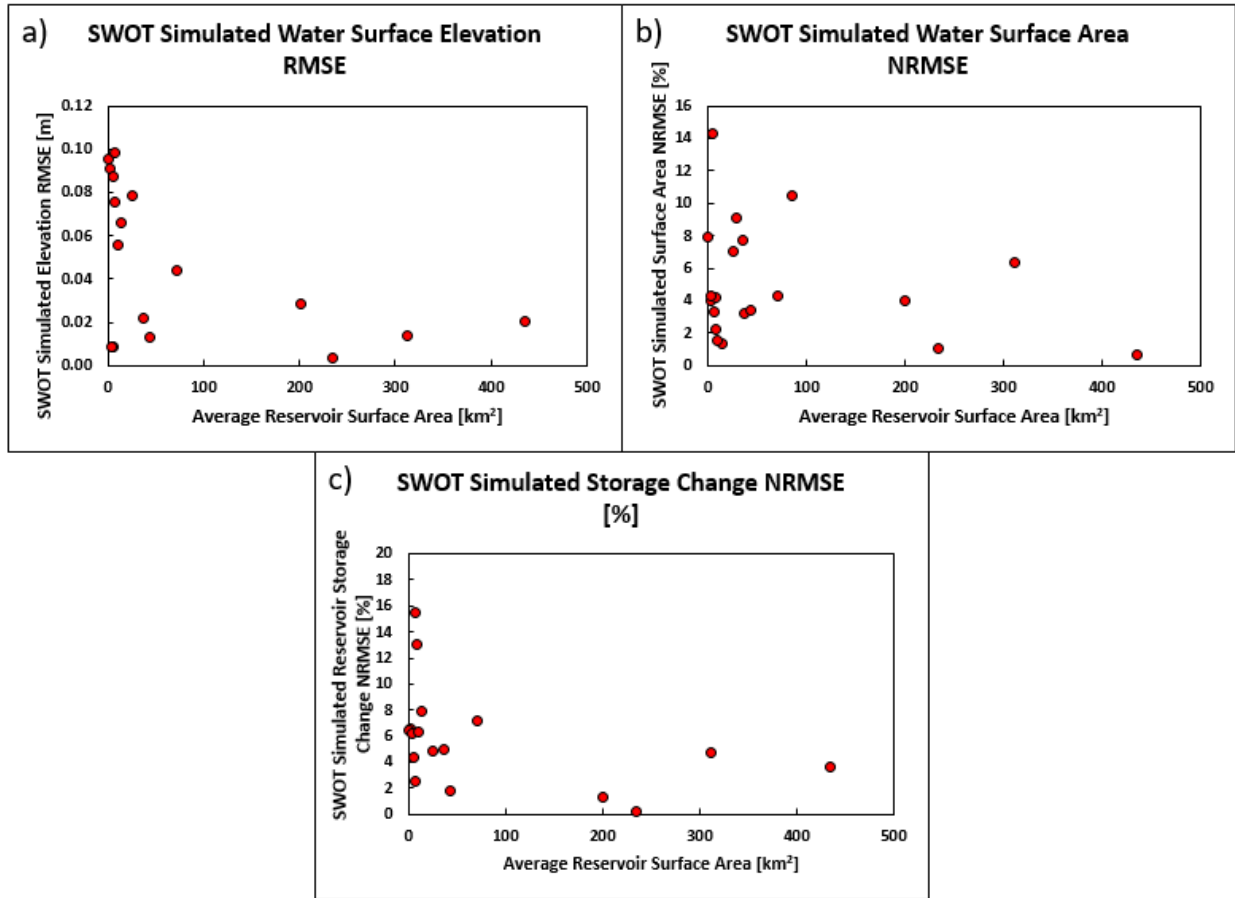 a)
SWOT Simulated Water Surface Elevation
RMSE
SWOT Simulated Elevation RMSE [m]
0.12
0.10
0.08
0.06
0.04
0.02
0.00
0 100 200 300 400 500
Average Reservoir Surface Area [km²]
b)
SWOT Simulated Water Surface Area
NRMSE
SWOT Simulated Surface Area NRMSE [%]
16
14
12
10
8
6
4
2
0
0 100 200 300 400 500
Average Reservoir Surface Area [km²]
c)
SWOT Simulated Storage Change NRMSE
[%]
SWOT Simulated Reservoir Storage
Change NRMSE [%]
20
18
16
14
12
10
8
6
4
2
0
0 100 200 300 400 500
Average Reservoir Surface Area [km²]